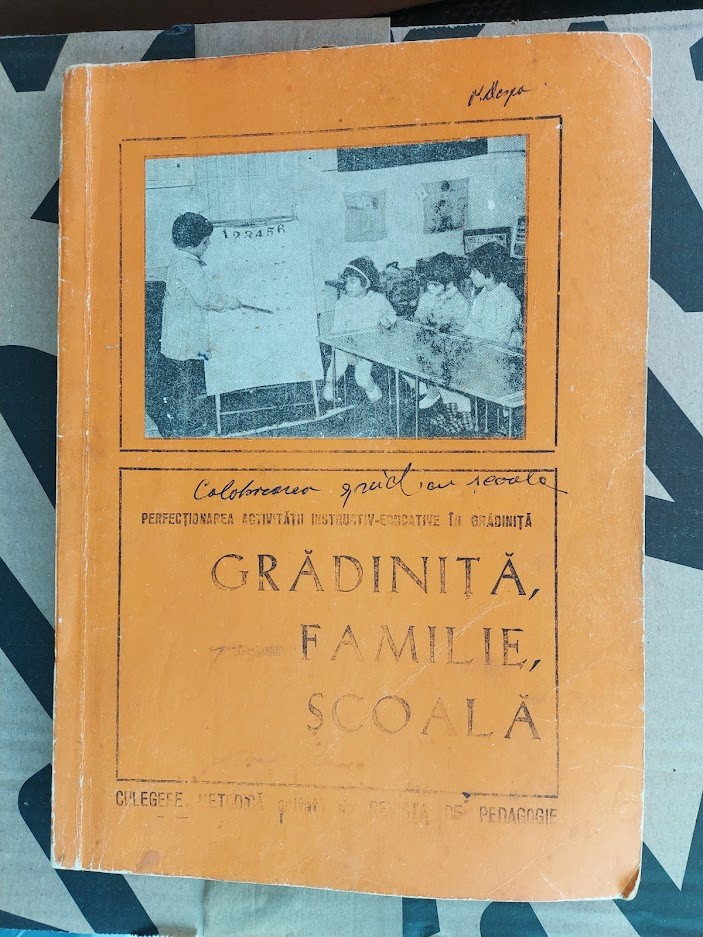 123456
Colaborarea grăd. cu școala
PERFECȚIONAREA ACTIVITĂȚII INSTRUCTIV-EDUCATIVE ÎN GRĂDINIȚĂ
GRĂDINIȚĂ,
FAMILIE,
ȘCOALĂ
CULEGERE METODICĂ REVISTA DE PEDAGOGIE